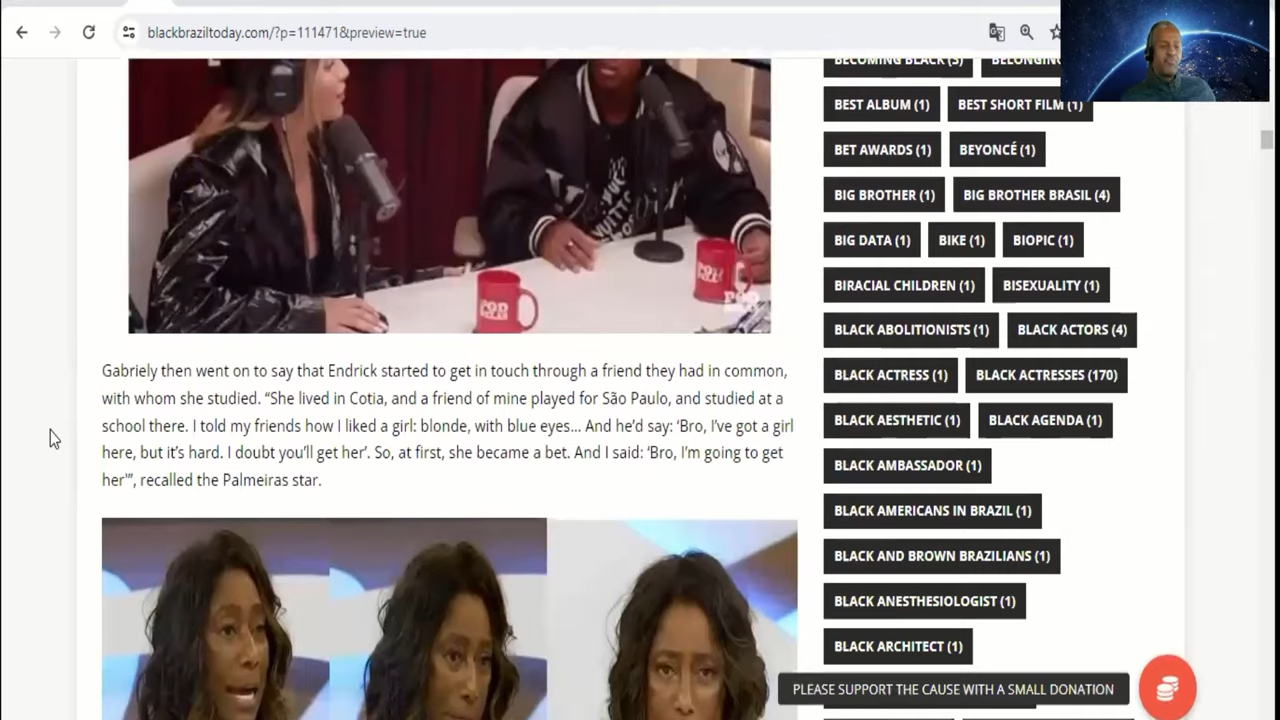 blackbraziltoday.com/?p=111471&preview=true
BECOMING BLACK (3) BELONGING
BEST ALBUM (1) BEST SHORT FILM (1)
BET AWARDS (1) BEYONCÉ (1)
BIG BROTHER (1) BIG BROTHER BRASIL (4)
BIG DATA (1) BIKE (1) BIOPIC (1)
BIRACIAL CHILDREN (1) BISEXUALITY (1)
BLACK ABOLITIONISTS (1) BLACK ACTORS (4)
BLACK ACTRESS (1) BLACK ACTRESSES (170)
BLACK AESTHETIC (1) BLACK AGENDA (1)
BLACK AMBASSADOR (1)
BLACK AMERICANS IN BRAZIL (1)
BLACK AND BROWN BRAZILIANS (1)
BLACK ANESTHESIOLOGIST (1)
BLACK ARCHITECT (1)
POD
Gabriely then went on to say that Endrick started to get in touch through a friend they had in common,
with whom she studied. “She lived in Cotia, and a friend of mine played for São Paulo, and studied at a
school there. I told my friends how I liked a girl: blonde, with blue eyes... And he’d say: ‘Bro, I’ve got a girl
here, but it’s hard. I doubt you’ll get her’. So, at first, she became a bet. And I said: ‘Bro, I’m going to get
her’”, recalled the Palmeiras star.
PLEASE SUPPORT THE CAUSE WITH A SMALL DONATION